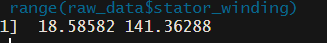 range(raw_data$stator_winding)
1]  18.58582 141.36288